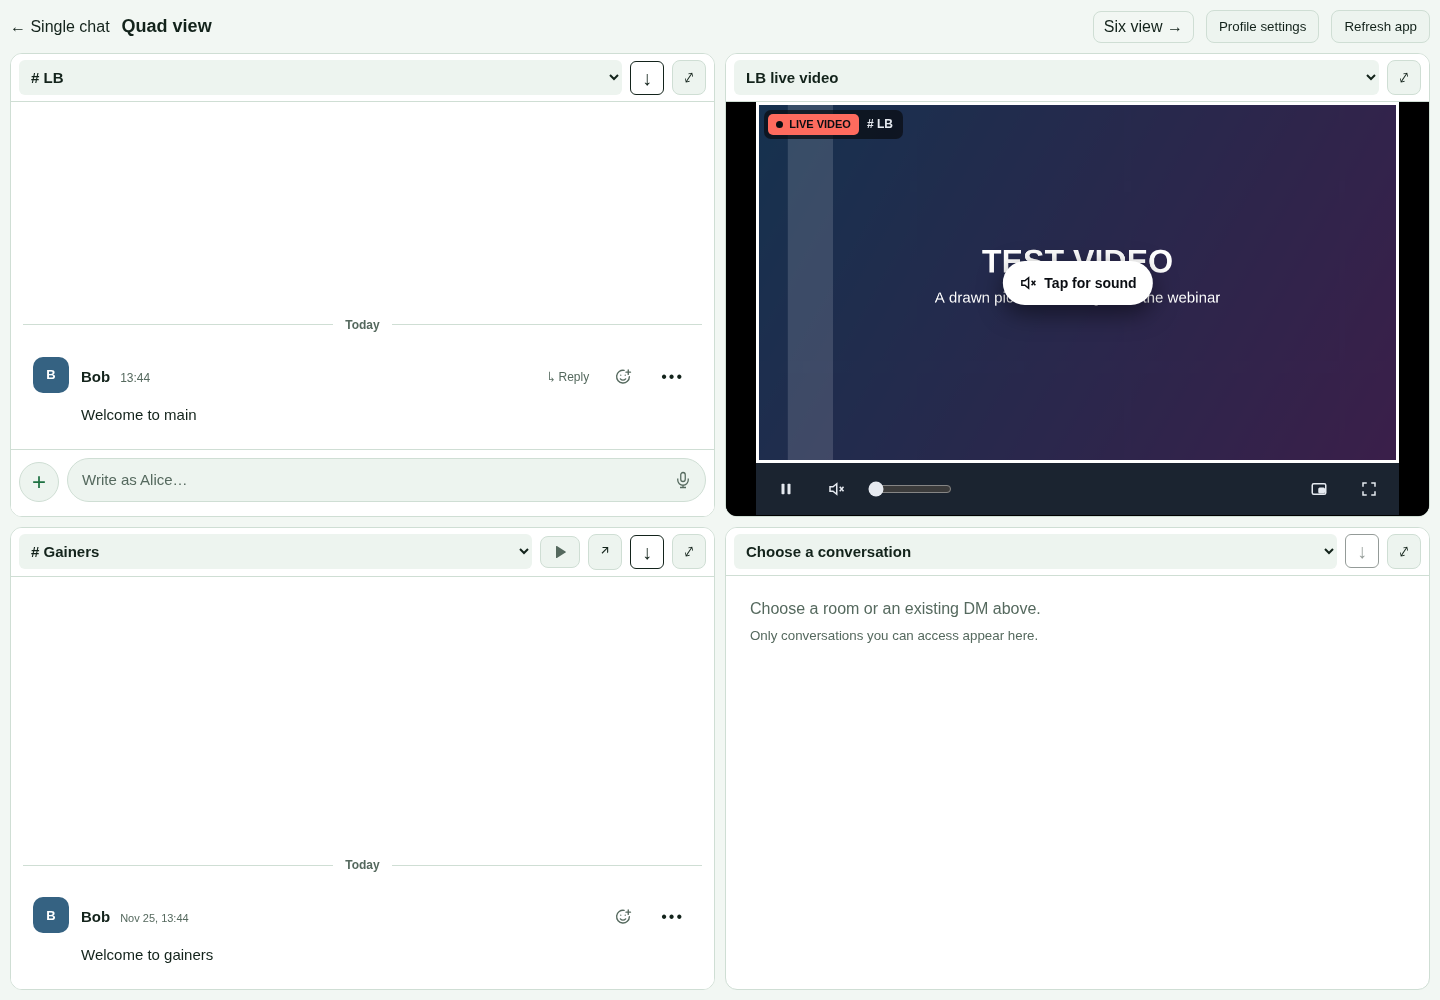 ← Single chat Quad view
Six view → Profile settings Refresh app
# LB
↓
LB live video
LIVE VIDEO # LB
TEST VIDEO
Tap for sound
A drawn the webinar
Today
B Bob 13:44 ↳ Reply •••
Welcome to main
+ Write as Alice…
# Gainers
↓
Today
B Bob Nov 25, 13:44 •••
Welcome to gainers
Choose a conversation
↓
Choose a room or an existing DM above.
Only conversations you can access appear here.